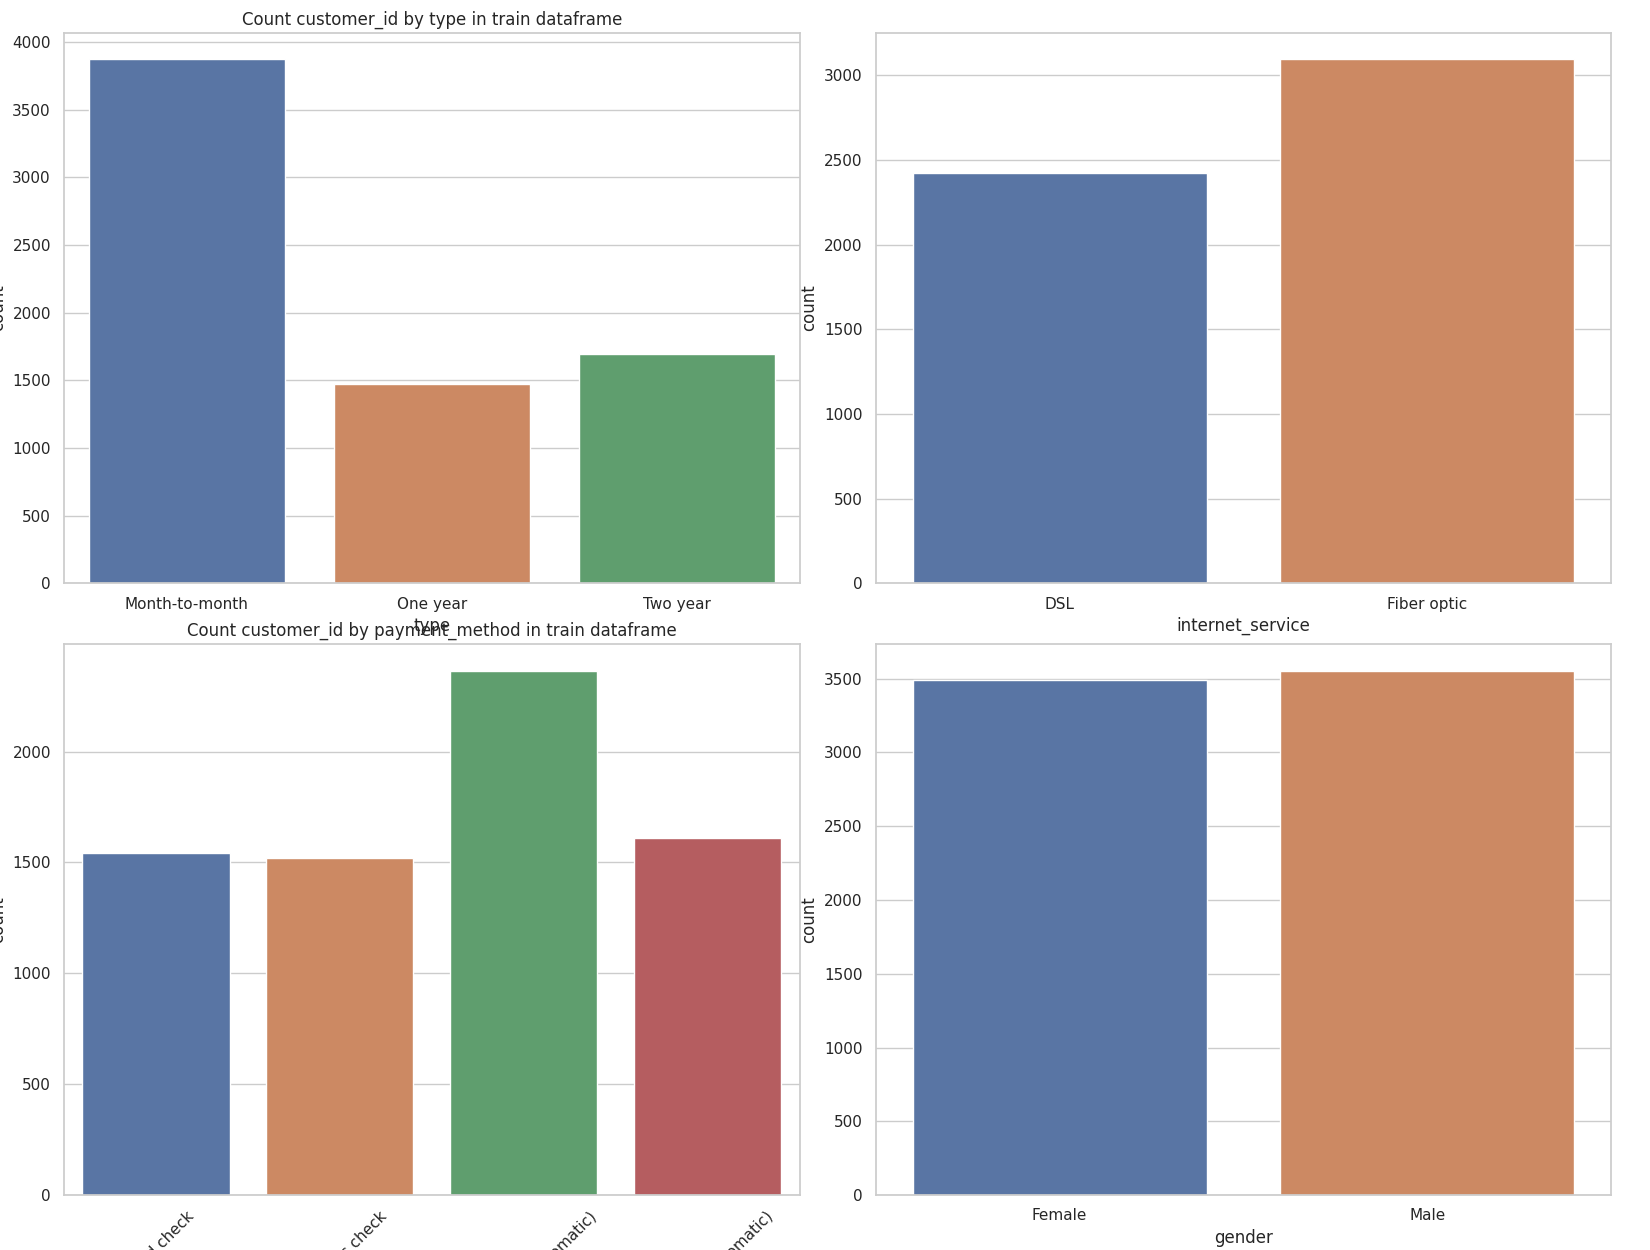 Count customer_id by type in train dataframe
4000
3500
3000
2500
2000
1500
1000
500
0
count
Month-to-month
One year
Two year
type
3000
2500
2000
1500
1000
500
0
count
DSL
Fiber optic
internet_service
Count customer_id by payment_method in train dataframe
2000
1500
1000
500
0
count
check
check
3500
3000
2500
2000
1500
1000
500
0
count
Female
Male
gender